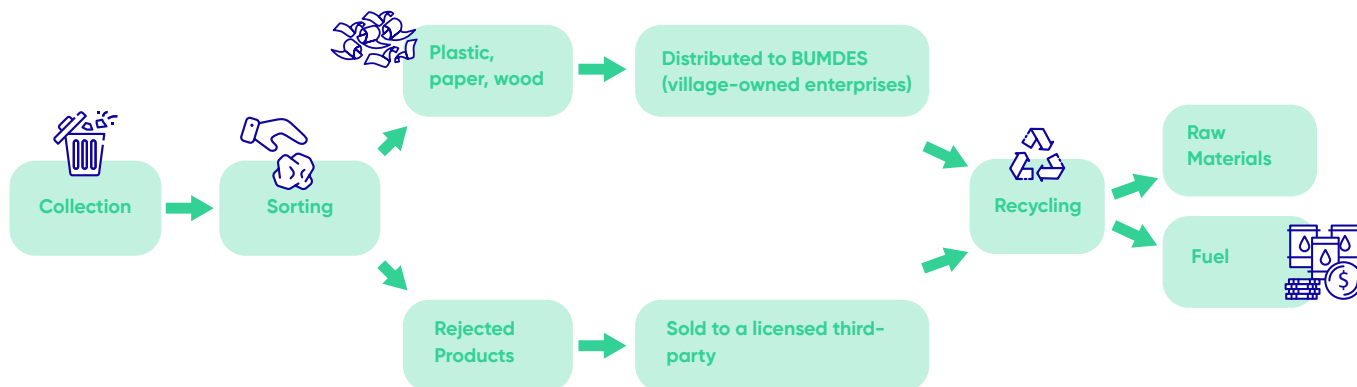 Collection
Sorting
Plastic,
paper, wood
Distributed to BUMDES
(village-owned enterprises)
Rejected
Products
Sold to a licensed third-
party
Recycling
Raw
Materials
Fuel
$